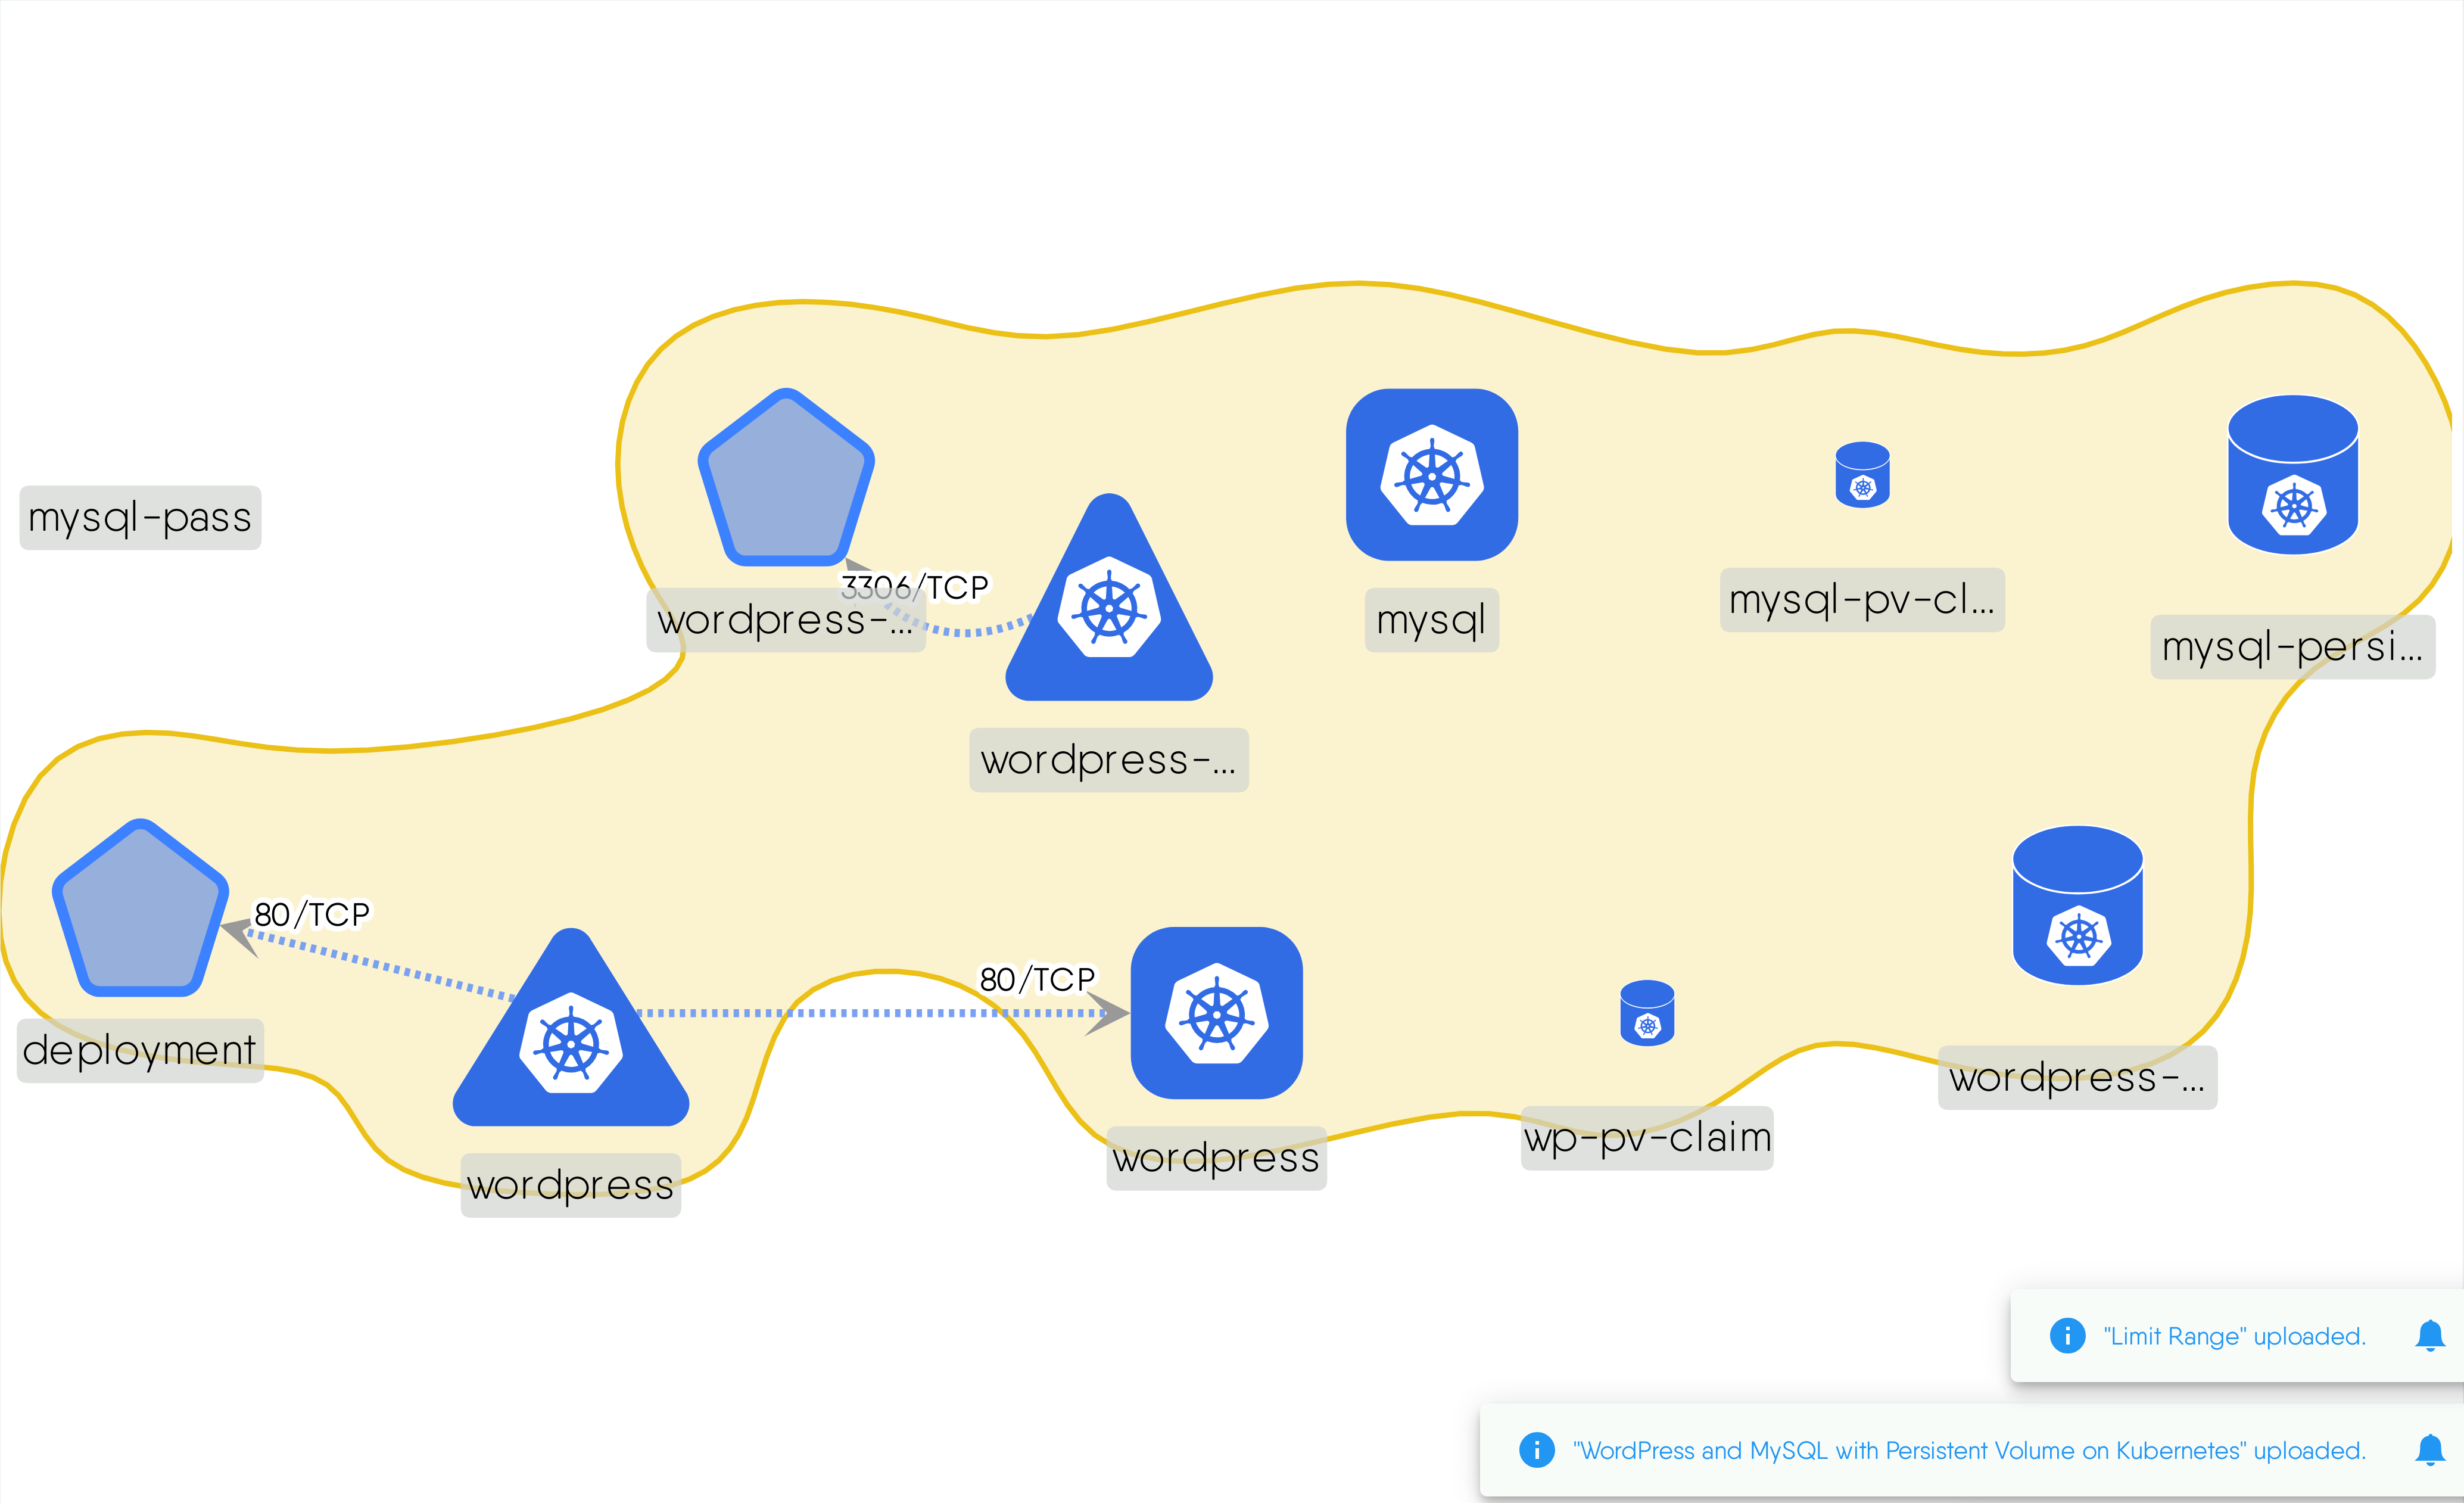 mysql-pass
3306/TCP
wordpress-...
wordpress-...
mysql
mysql-pv-cl...
mysql-persi...
80/TCP
deployment
wordpress
80/TCP
wordpress
wp-pv-claim
wordpress-...
"Limit Range" uploaded.
"WordPress and MySQL with Persistent Volume on Kubernetes" uploaded.